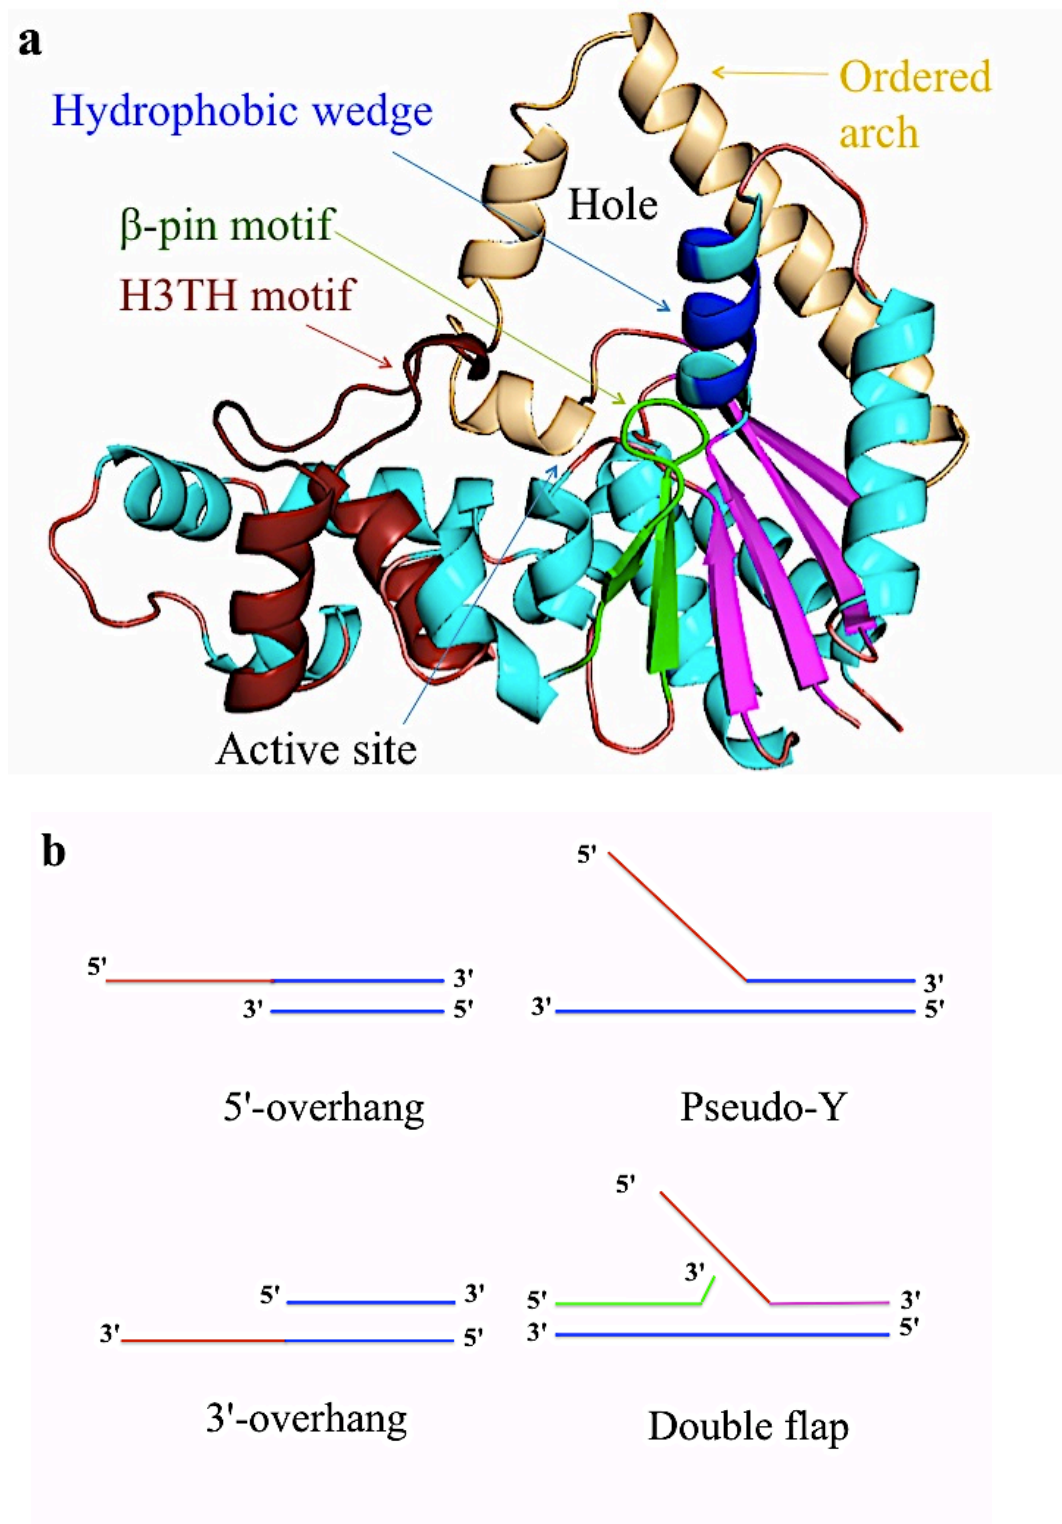 a
Ordered
arch
Hydrophobic wedge
Hole
β-pin motif
H3TH motif
Active site
b
5'
5' 3'
3' 5'
3'
3' 5'
5'-overhang
Pseudo-Y
5'
3'
5' 3'
3' 5'
5' 3'
3' 5'
3'-overhang
Double flap